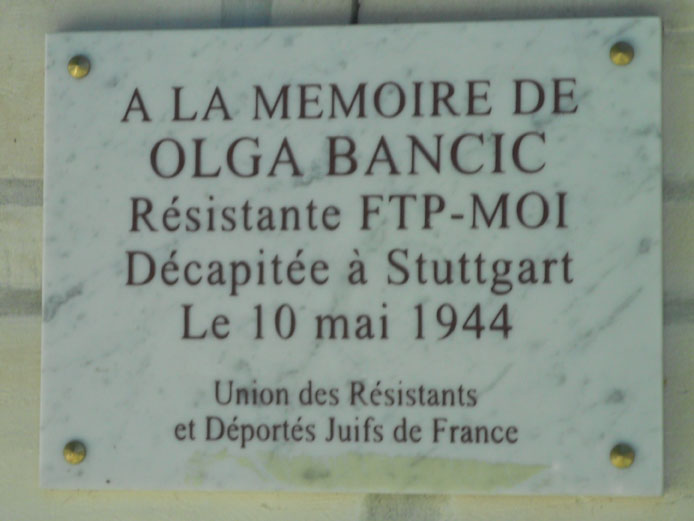 A LA MEMOIRE DE
OLGA BANCIC
Résistante FTP-MOI
Décapitée à Stuttgart
Le 10 mai 1944
Union des Résistants
et Déportés Juifs de France